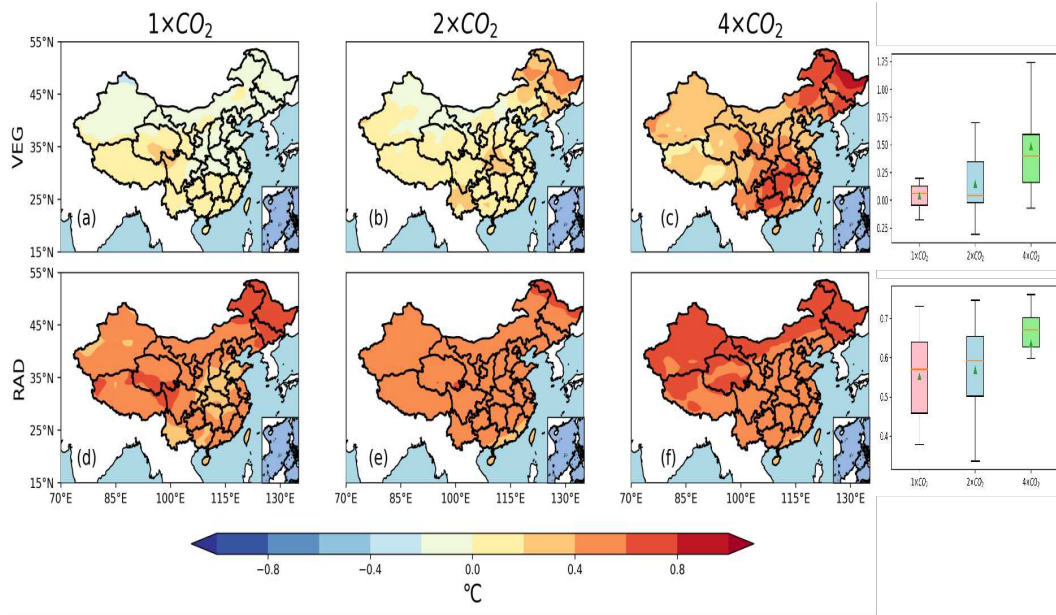 1×CO₂ 2×CO₂ 4×CO₂
55°N
45°N
VEG
35°N
25°N
(a) (b) (c)
15°N
1.25
1.00
0.75
0.50
0.25
0.00
0.25
1×CO₂ 2×CO₂ 4×CO₂
55°N
45°N
RAD
35°N
25°N
(d) (e) (f)
15°N
70°E 85°E 100°E 115°E 130°E 70°E 85°E 100°E 115°E 130°E 70°E 85°E 100°E 115°E 130°E
0.7
0.6
0.5
0.4
1×CO₂ 2×CO₂ 4×CO₂
−0.8 −0.4 0.0 0.4 0.8
°C